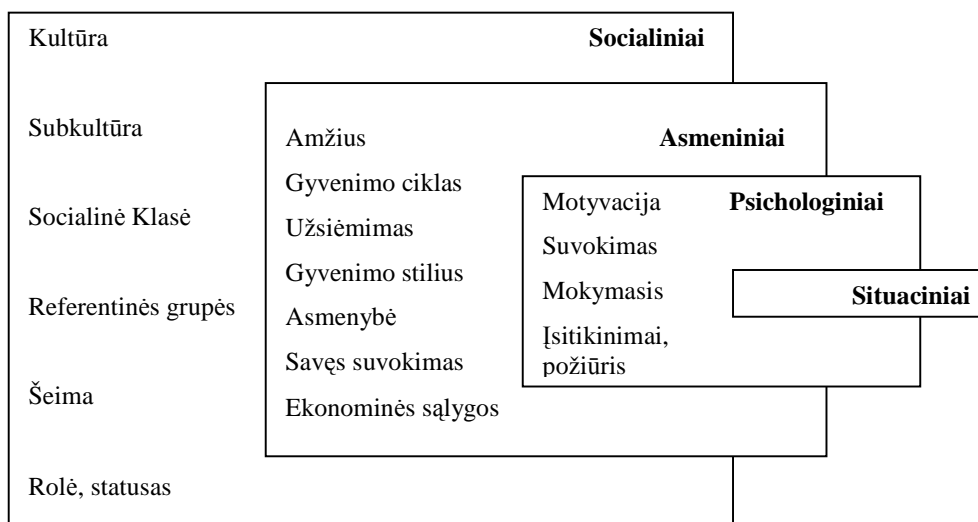 Kultūra
Socialiniai
Subkultūra
Socialinė Klasė
Referentinės grupės
Šeima
Rolė, statusas
Asmeniniai
Amžius
Gyvenimo ciklas
Užsiėmimas
Gyvenimo stilius
Asmenybė
Savęs suvokimas
Ekonominės sąlygos
Psichologiniai
Motyvacija
Suvokimas
Mokymasis
Įsitikinimai,
požiūris
Situaciniai